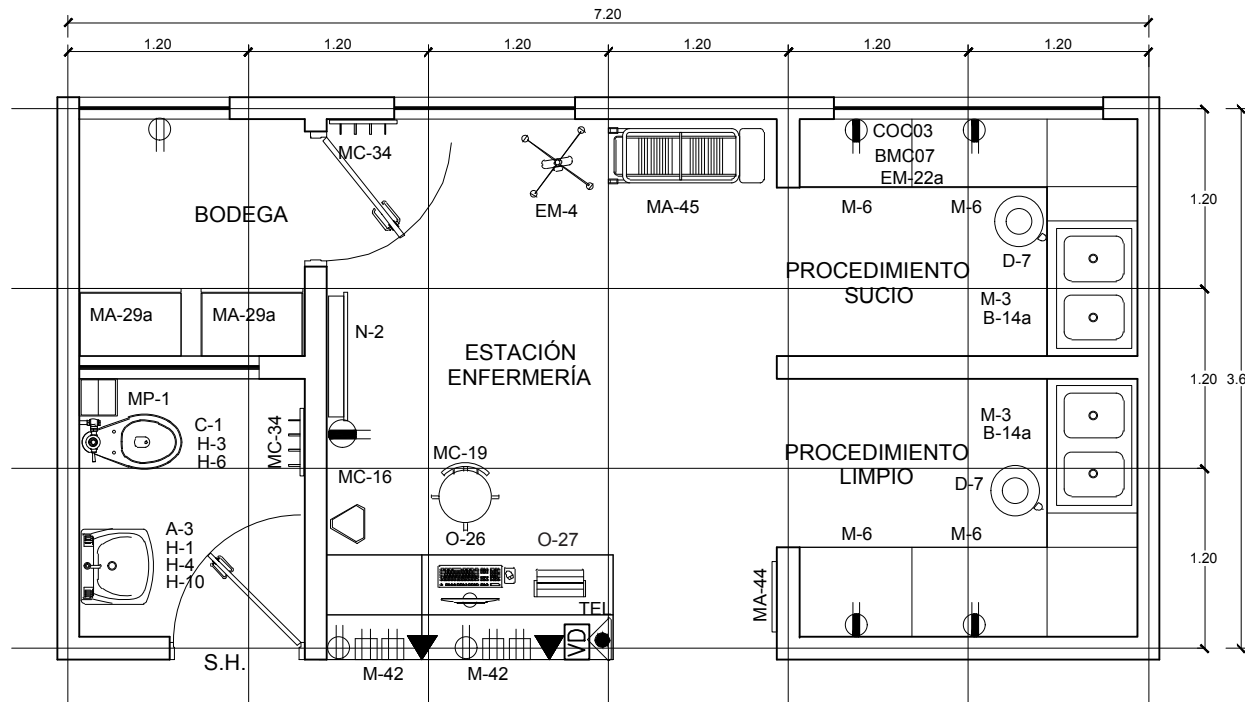 7.20
1.20
1.20
1.20
1.20
1.20
1.20
MC-34
EM-4
MA-45
COC03
BMC07
EM-22a
M-6
M-6
D-7
BODEGA
1.20
PROCEDIMIENTO
SUCIO
M-3
B-14a
MA-29a
MA-29a
N-2
ESTACIÓN
ENFERMERÍA
1.20
3.6
MP-1
C-1
H-3
H-6
MC-34
MC-16
MC-19
M-3
B-14a
PROCEDIMIENTO
LIMPIO
D-7
A-3
H-1
H-4
H-10
O-26
O-27
M-6
M-6
1.20
MA-44
TEL
VD
S.H.
M-42
M-42